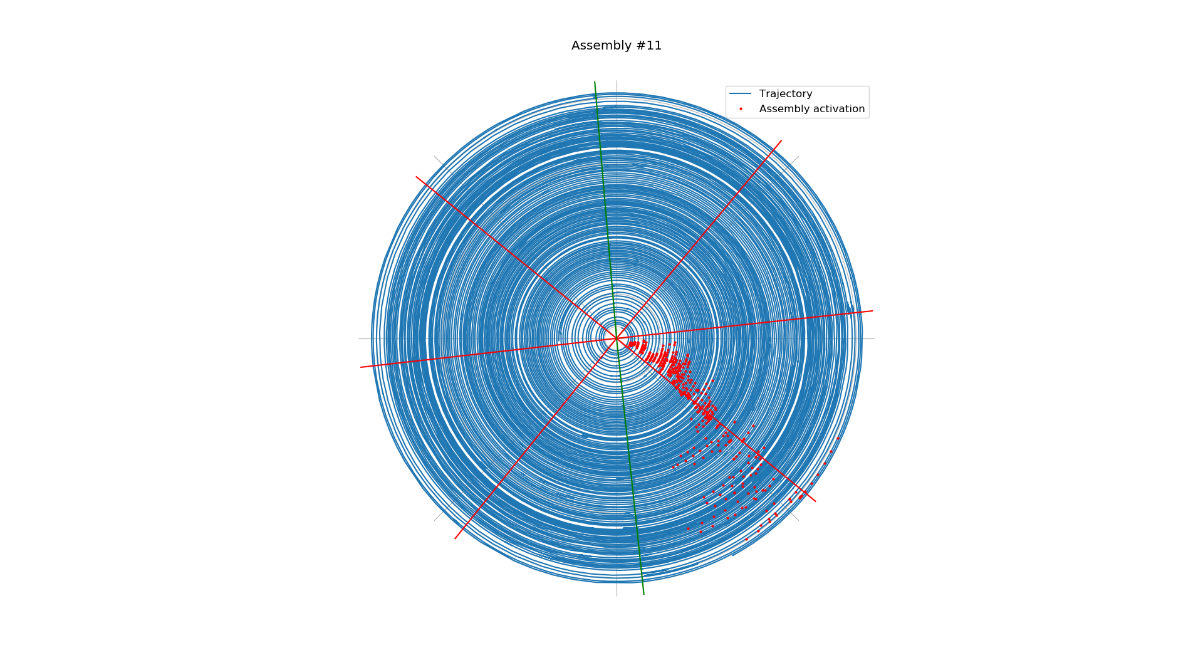 Assembly #11
Trajectory
Assembly activation